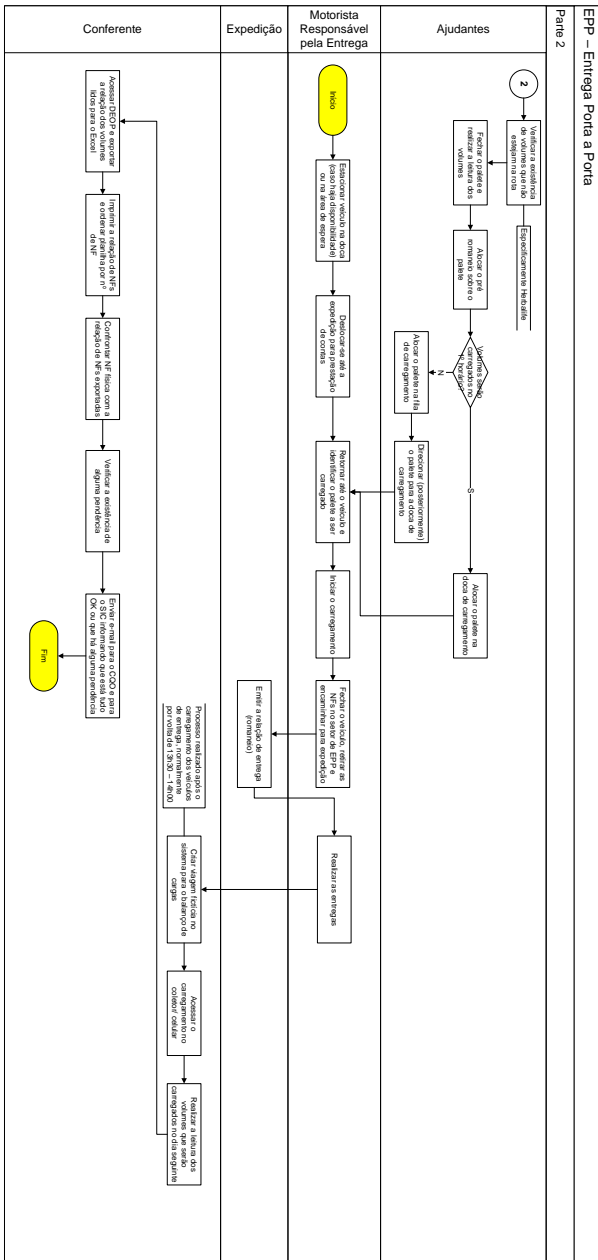 EPP – Entrega Porta a Porta
Parte 2
Ajudantes
2
Verificar a existência
de volumes que não
estejam na rota
Especificamente Herbalife
Fechar o palete e
realizar a leitura dos
volumes
Alocar o pré
romaneio sobre o
palete
Volumes serão
carregados no
1º horário?
N
S
Alocar o palete na fila
de carregamento
Direcionar (posteriormente)
o palete para a doca de
carregamento
Alocar o palete na
doca de carregamento
Motorista
Responsável
pela Entrega
Início
Estacionar veículo na doca
(caso haja disponibilidade)
ou na área de espera
Deslocar-se até a
expedição para prestação
de contas
Retornar até o veículo e
identificar o palete a ser
carregado
Iniciar o carregamento
Fechar o veículo, retirar as
NFs no setor de EPP e
encaminhar para expedição
Realizar as entregas
Expedição
Emitir a relação de entrega
(romaneio)
Conferente
Processo realizado após o
carregamento dos veículos
de entrega, normalmente
por volta de 13h30 – 14h00
Criar viagem fictícia no
sistema para o balanço de
cargas
Acessar o
carregamento no
coletor/ celular
Realizar a leitura dos
volumes que serão
carregados no dia seguinte
Acessar DEOP e exportar
a relação dos volumes
lidos para o Excel
Imprimir a relação de NFs
e ordenar planilha por nº
de NF
Confrontar NF física com a
relação de NFs exportadas
Verificar a existência de
alguma pendência
Enviar e-mail para o CQO e para
o SIC informando que está tudo
OK ou que há alguma pendência
Fim